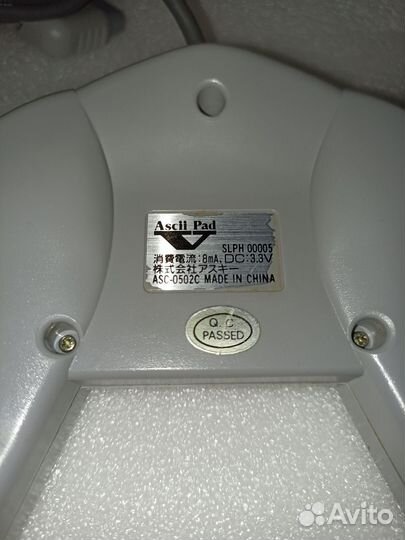 Ascii Pad
SLPH 00005
消費電流:8mA, DC:3.3V
株式会社アスキー
ASC-0502C MADE IN CHINA
Q.C
PASSED
Avito